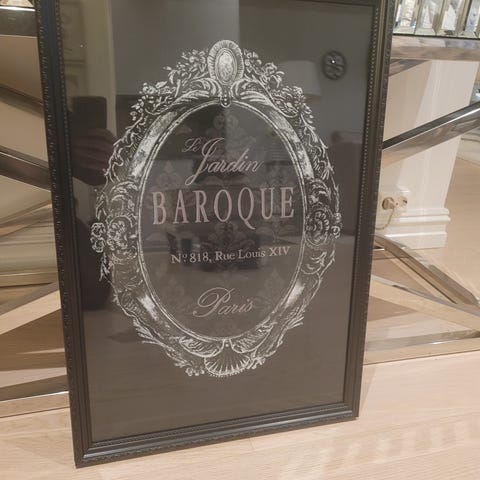 Le
Jardin
BAROQUE
Nº 818, Rue Louis XIV
Paris